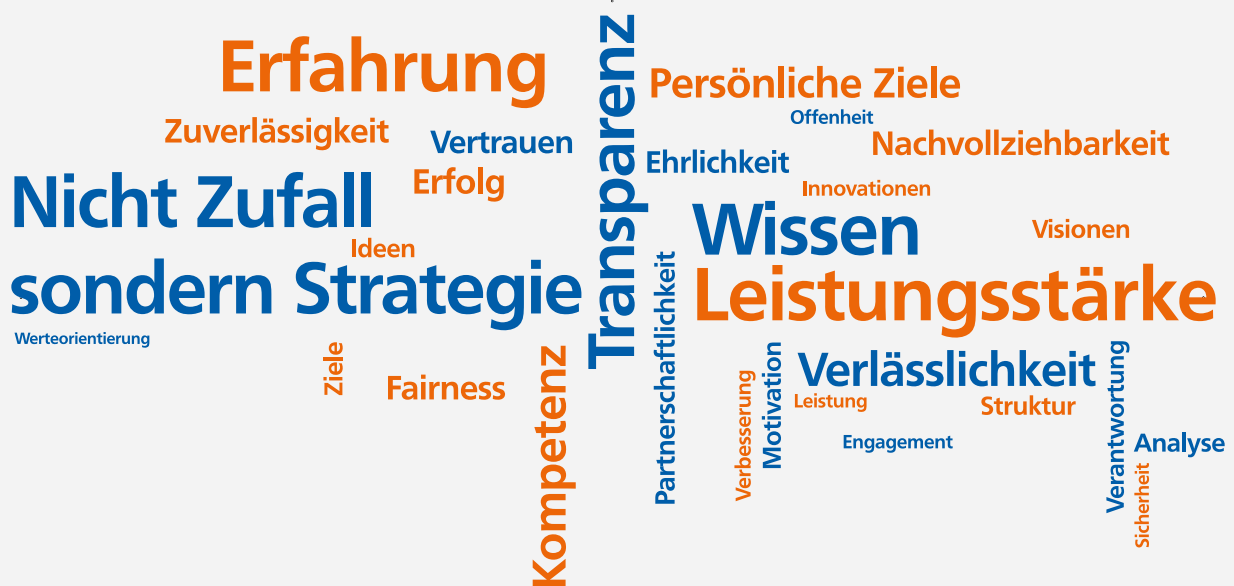 Erfahrung
Transparenz
Persönliche Ziele
Offenheit
Zuverlässigkeit
Vertrauen
Nachvollziehbarkeit
Ehrlichkeit
Erfolg
Innovationen
Nicht Zufall
Wissen
Visionen
Ideen
sondern Strategie
Leistungsstärke
Werteorientierung
Partnerschaftlichkeit
Ziele
Fairness
Kompetenz
Verbesserung
Motivation
Verlässlichkeit
Leistung
Struktur
Engagement
Verantwortung
Analyse
Sicherheit